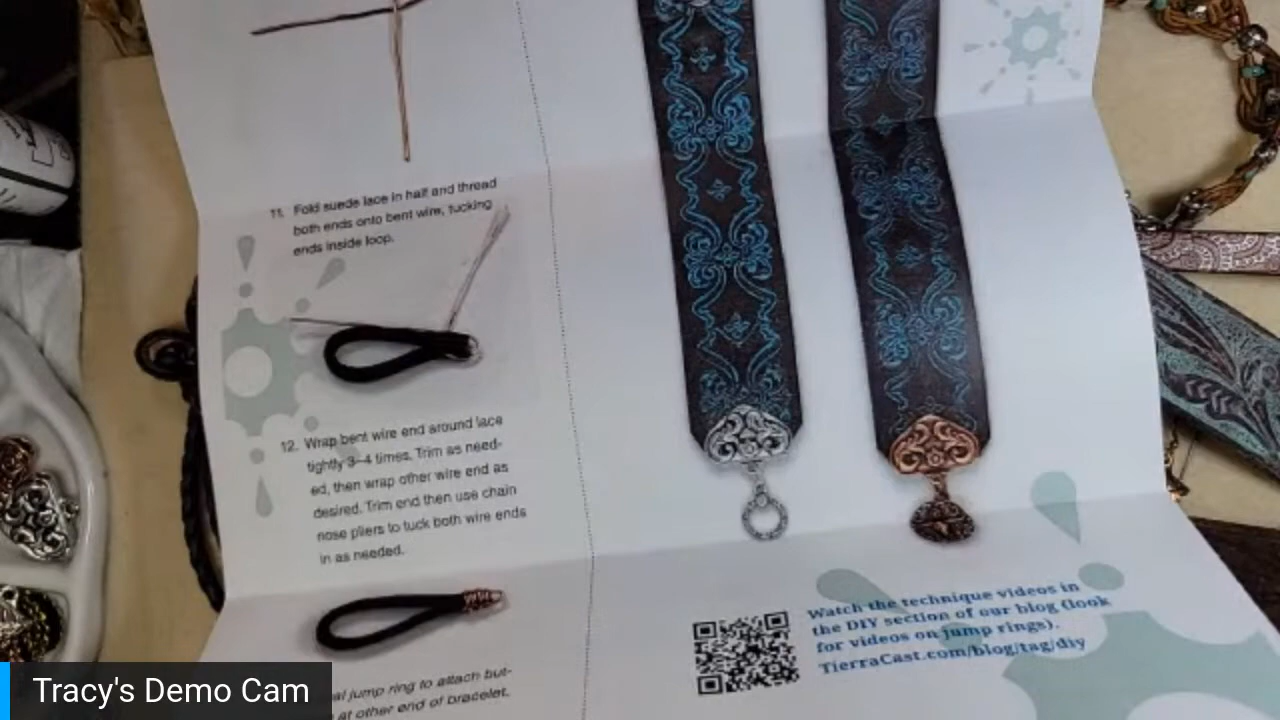 11. Fold suede lace in half and thread
both ends onto bent wire, tucking
ends inside loop.
12. Wrap bent wire end around lace
tightly 3–4 times. Trim as need-
ed, then wrap other wire end as
desired. Trim end then use chain
nose pliers to tuck both wire ends
in as needed.
al jump ring to attach but-
at other end of bracelet.
Watch the technique videos in
the DIY section of our blog (look
for videos on jump rings).
TierraCast.com/blog/tag/diy
Tracy's Demo Cam